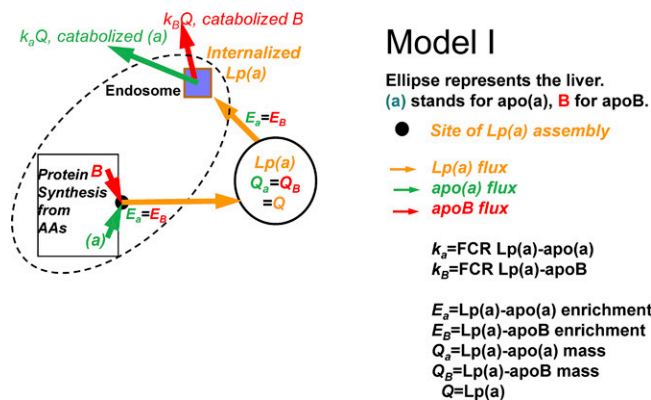 k_aQ, catabolized (a)
k_BQ, catabolized B
Internalized
Lp(a)
Endosome
E_a=E_B
Lp(a)
Q_a=Q_B
=Q
Protein
Synthesis
from
AAs
B
(a)
E_a=E_B
Model I
Ellipse represents the liver.
(a) stands for apo(a), B for apoB.
Site of Lp(a) assembly
Lp(a) flux
apo(a) flux
apoB flux
k_a=FCR Lp(a)-apo(a)
k_B=FCR Lp(a)-apoB
E_a=Lp(a)-apo(a) enrichment
E_B=Lp(a)-apoB enrichment
Q_a=Lp(a)-apo(a) mass
Q_B=Lp(a)-apoB mass
Q=Lp(a)